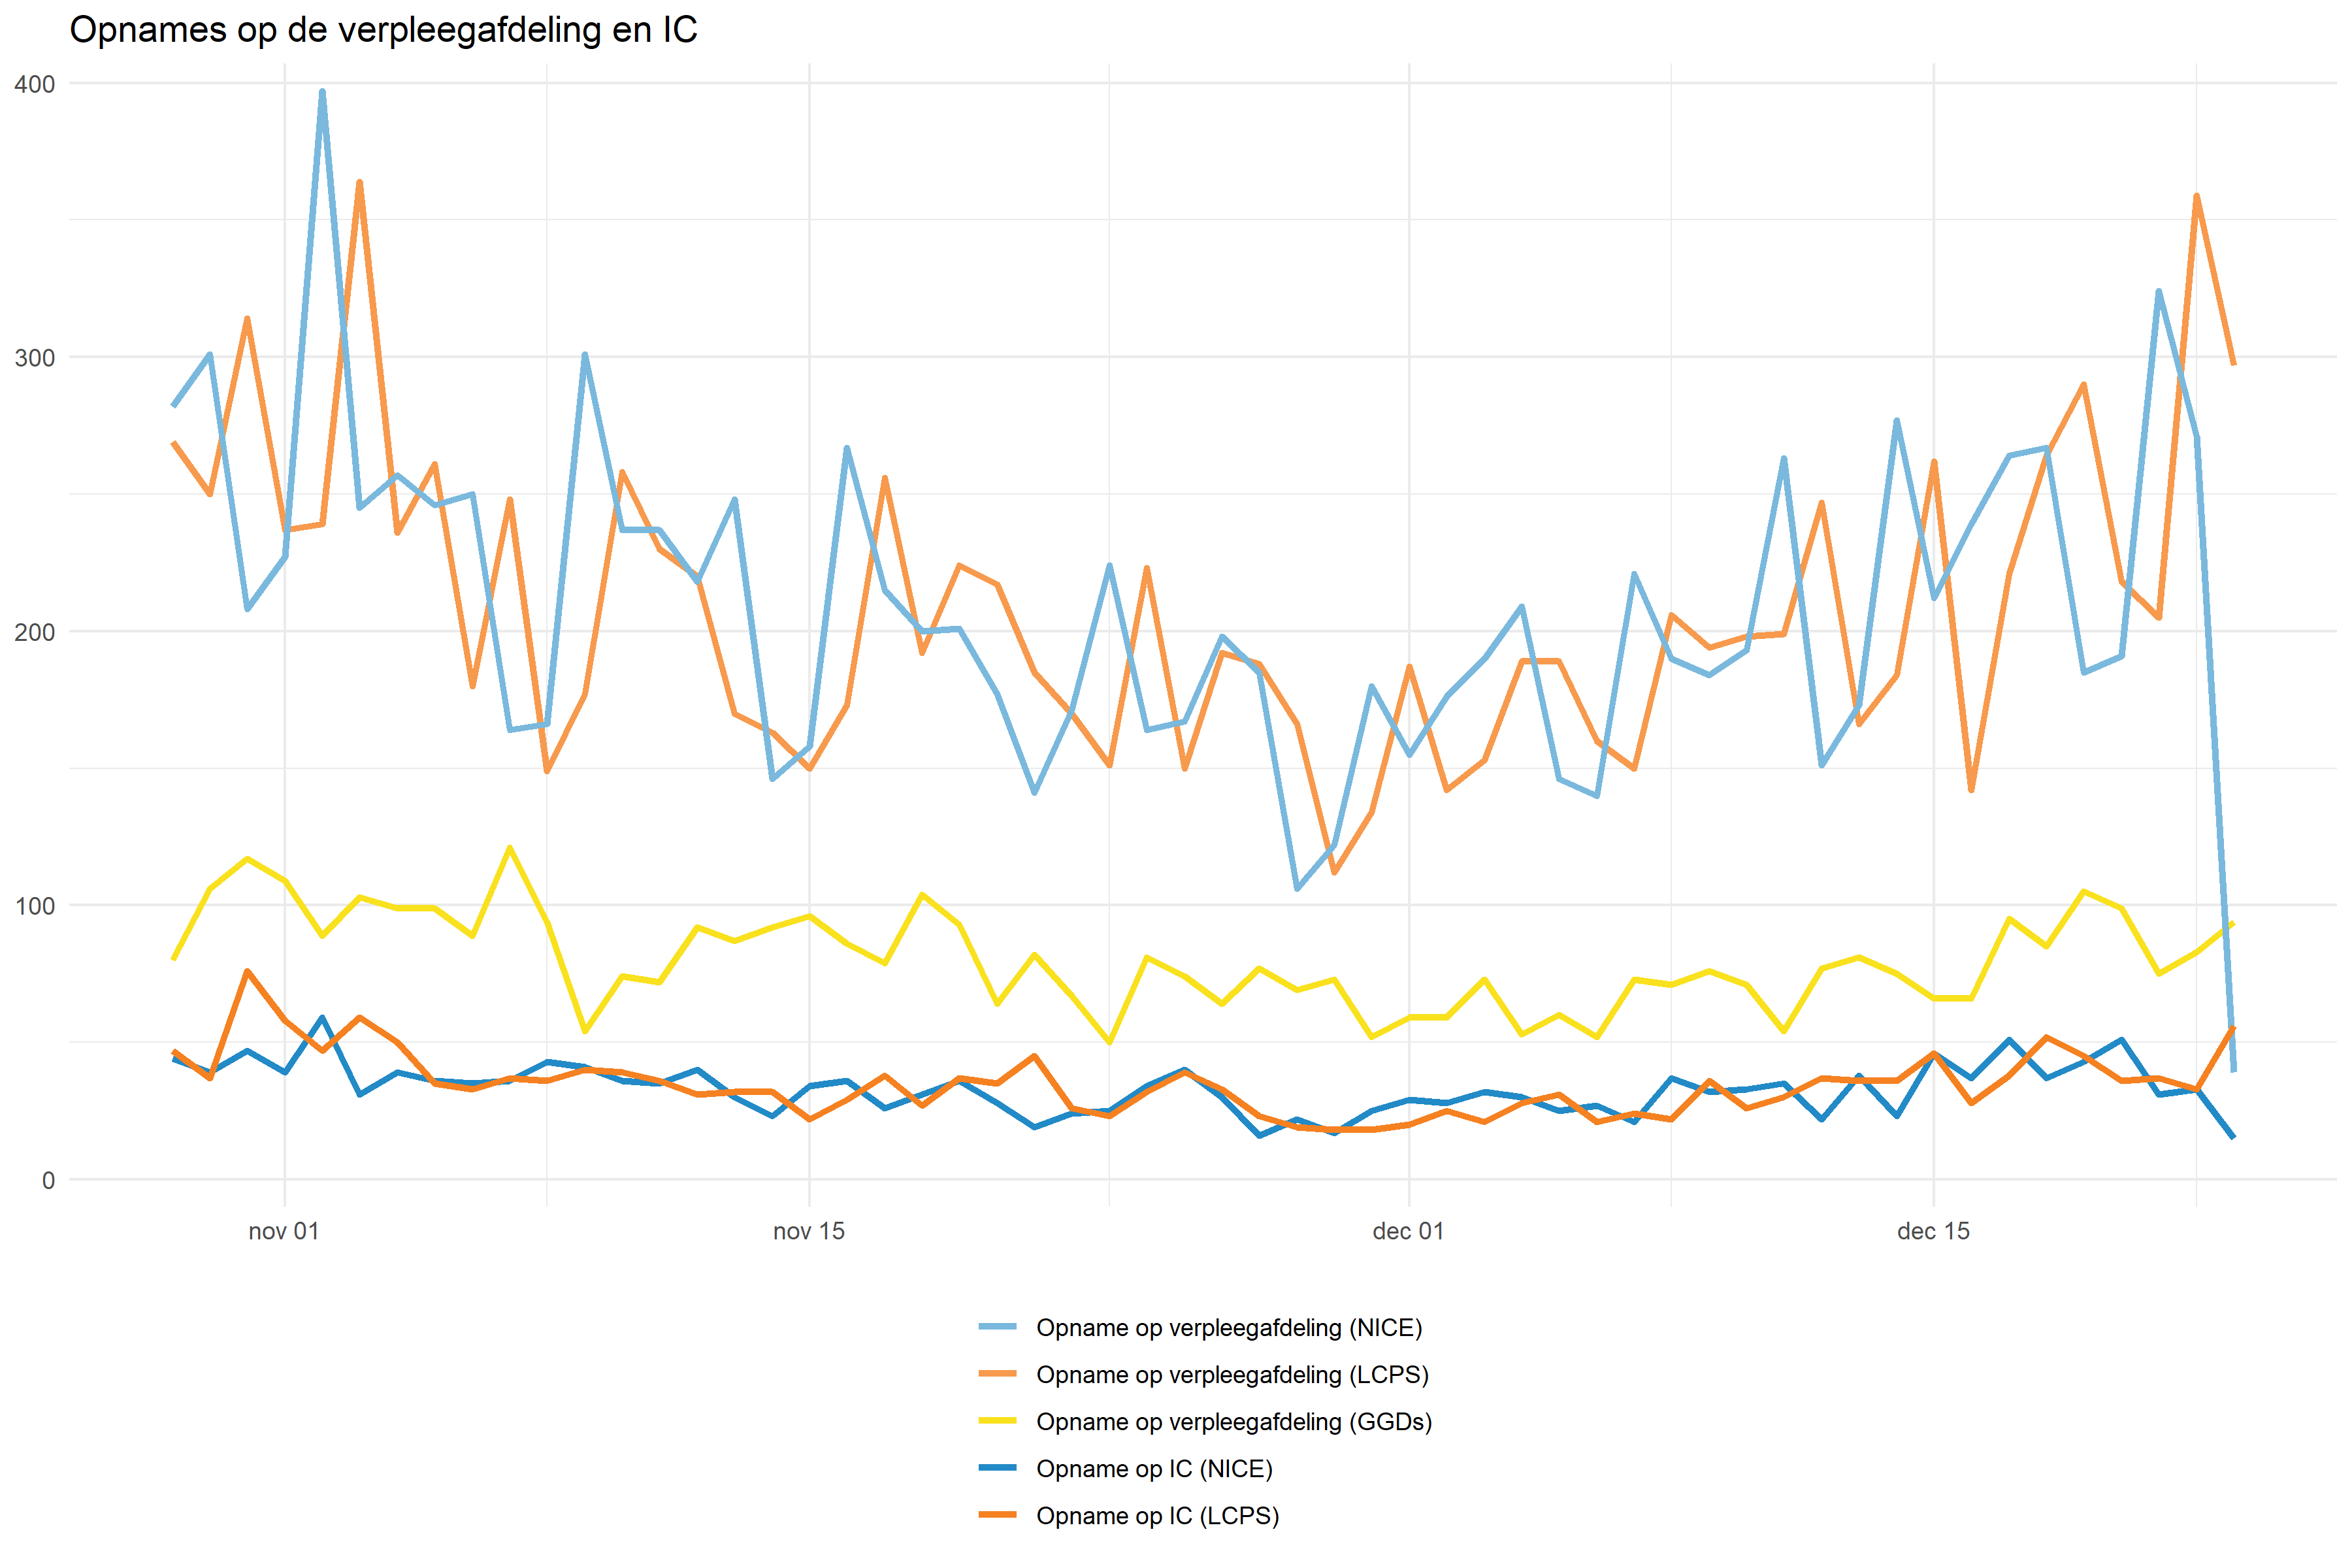 Opnames op de verpleegafdeling en IC
400
300
200
100
0
nov 01
nov 15
dec 01
dec 15
Opname op verpleegafdeling (NICE)
Opname op verpleegafdeling (LCPS)
Opname op verpleegafdeling (GGDs)
Opname op IC (NICE)
Opname op IC (LCPS)